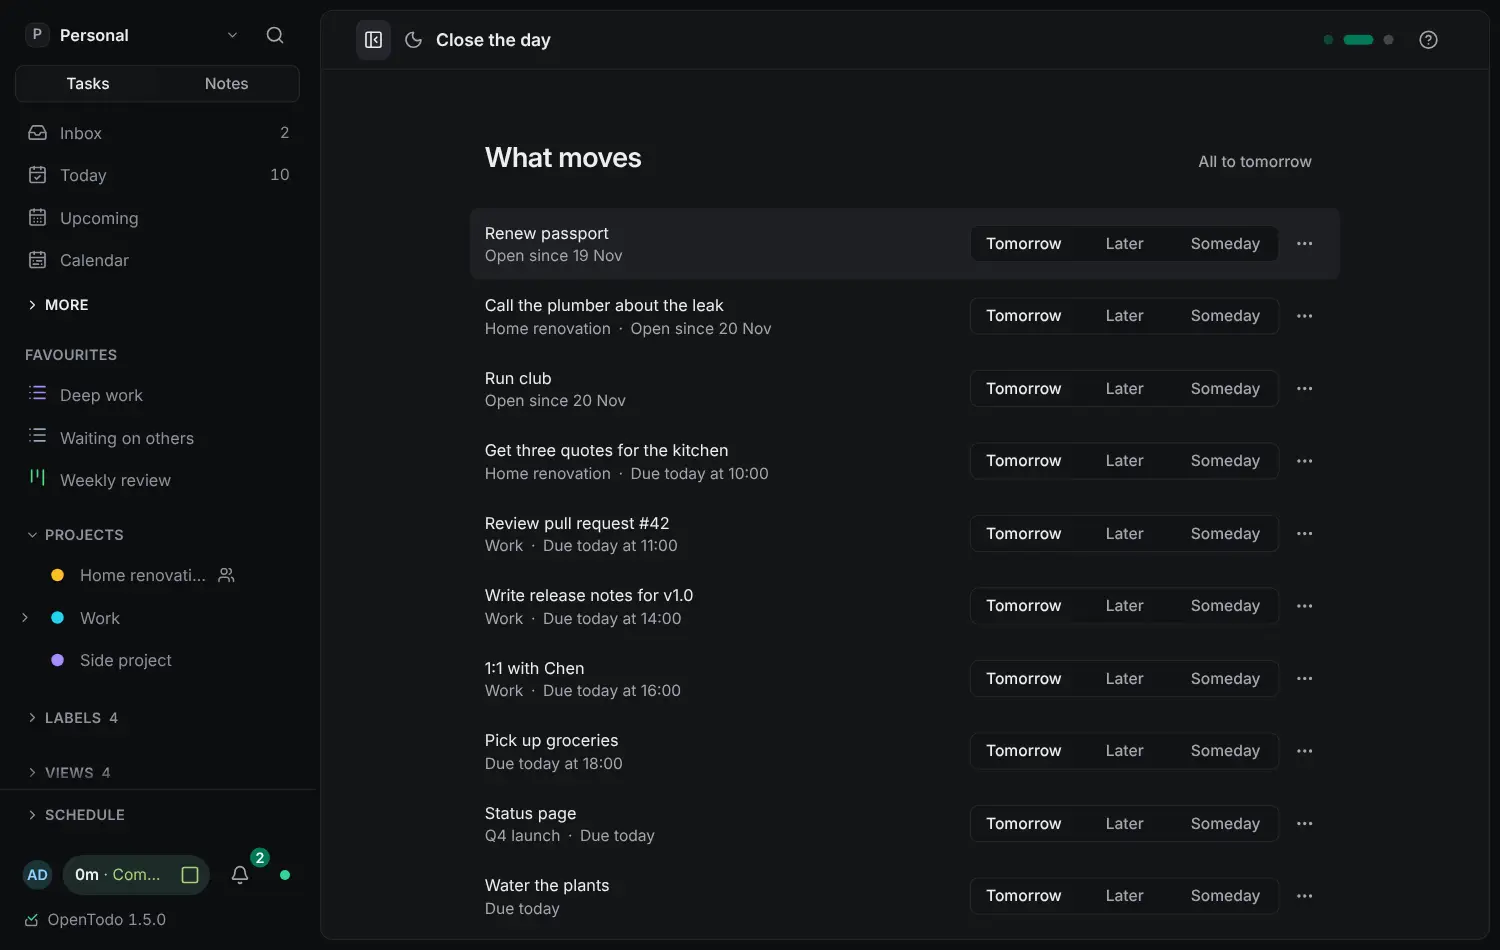 P Personal
Tasks Notes
Inbox 2
Today 10
Upcoming
Calendar
MORE
FAVOURITES
Deep work
Waiting on others
Weekly review
PROJECTS
Home renovati...
Work
Side project
LABELS 4
VIEWS 4
SCHEDULE
AD 0m · Com... 2
OpenTodo 1.5.0
Close the day
What moves All to tomorrow
Renew passport
Open since 19 Nov
Tomorrow Later Someday
Call the plumber about the leak
Home renovation · Open since 20 Nov
Tomorrow Later Someday
Run club
Open since 20 Nov
Tomorrow Later Someday
Get three quotes for the kitchen
Home renovation · Due today at 10:00
Tomorrow Later Someday
Review pull request #42
Work · Due today at 11:00
Tomorrow Later Someday
Write release notes for v1.0
Work · Due today at 14:00
Tomorrow Later Someday
1:1 with Chen
Work · Due today at 16:00
Tomorrow Later Someday
Pick up groceries
Due today at 18:00
Tomorrow Later Someday
Status page
Q4 launch · Due today
Tomorrow Later Someday
Water the plants
Due today
Tomorrow Later Someday